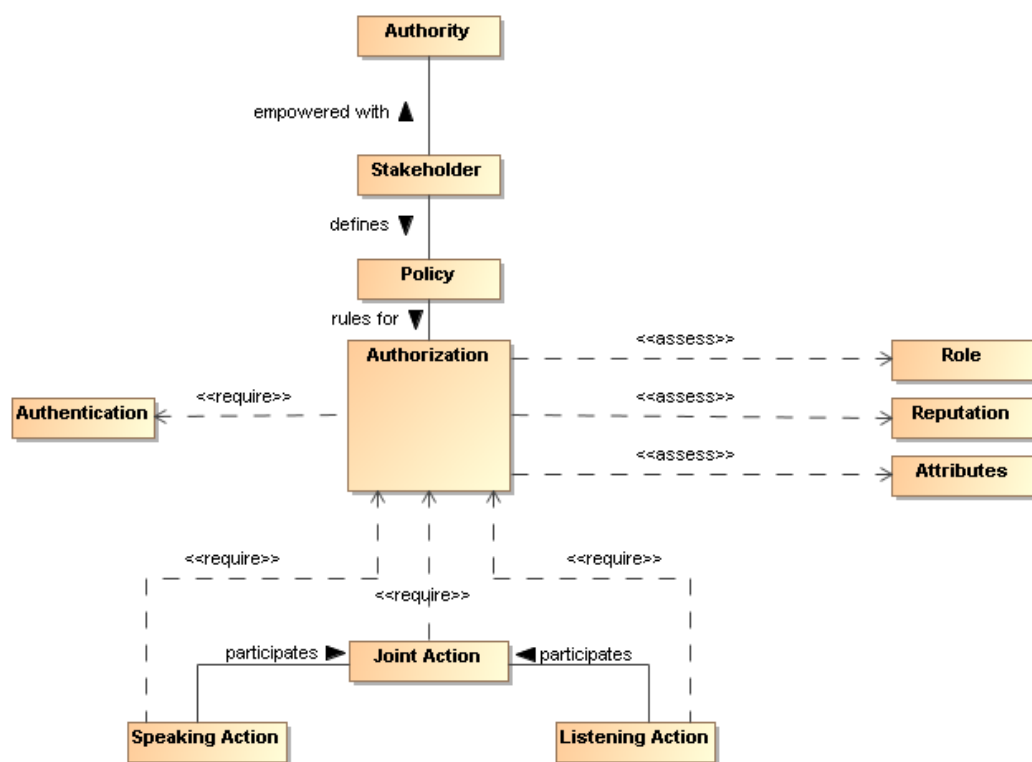 Authority
empowered with
Stakeholder
defines
Policy
rules for
Authorization
<<assess>>
Role
<<require>>
Authentication
<<assess>>
Reputation
<<assess>>
Attributes
<<require>>
<<require>>
<<require>>
participates
Joint Action
participates
Speaking Action
Listening Action